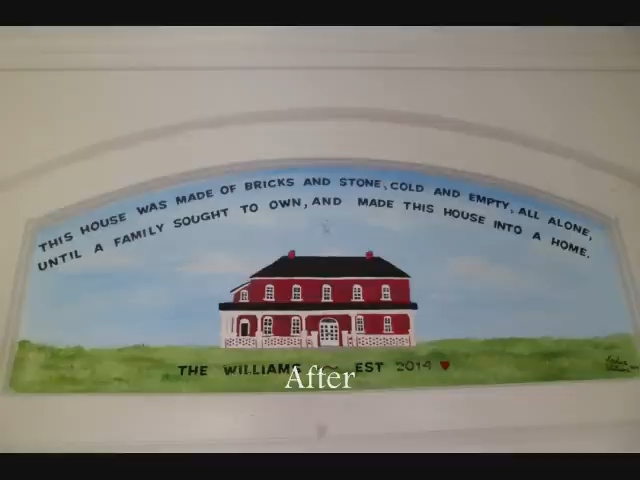 THIS HOUSE WAS MADE OF BRICKS AND STONE, COLD AND EMPTY, ALL ALONE,
UNTIL A FAMILY SOUGHT TO OWN, AND MADE THIS HOUSE INTO A HOME.
THE WILLIAMS ~ EST 2014 ♥
After